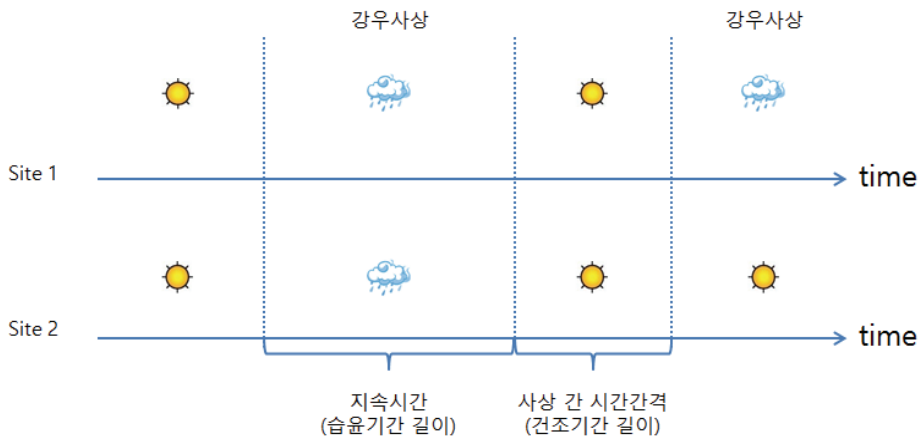 강우사상
강우사상
Site 1
time
Site 2
time
지속시간
(습윤기간 길이)
사상 간 시간간격
(건조기간 길이)